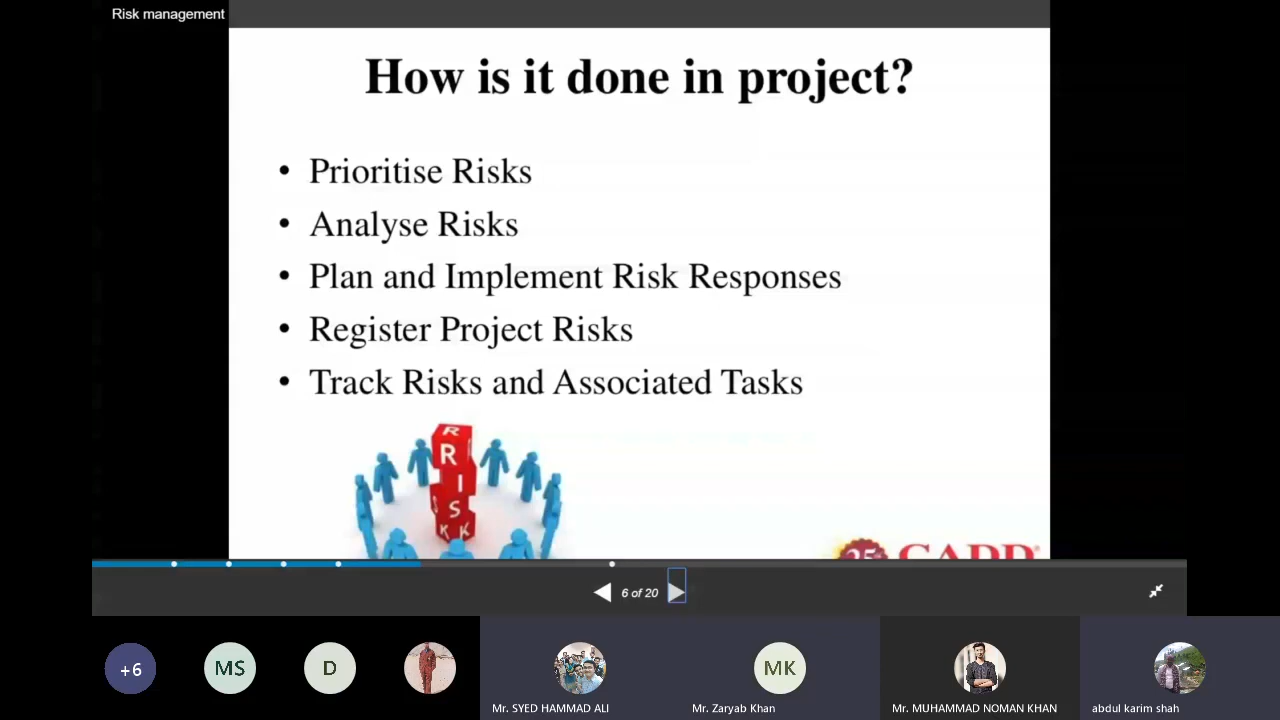 Risk management
How is it done in project?
• Prioritise Risks
• Analyse Risks
• Plan and Implement Risk Responses
• Register Project Risks
• Track Risks and Associated Tasks
R
R
I
S
K K
25
CADD
6 of 20
+6
MS
D
MK
Mr. SYED HAMMAD ALI
Mr. Zaryab Khan
Mr. MUHAMMAD NOMAN KHAN
abdul karim shah